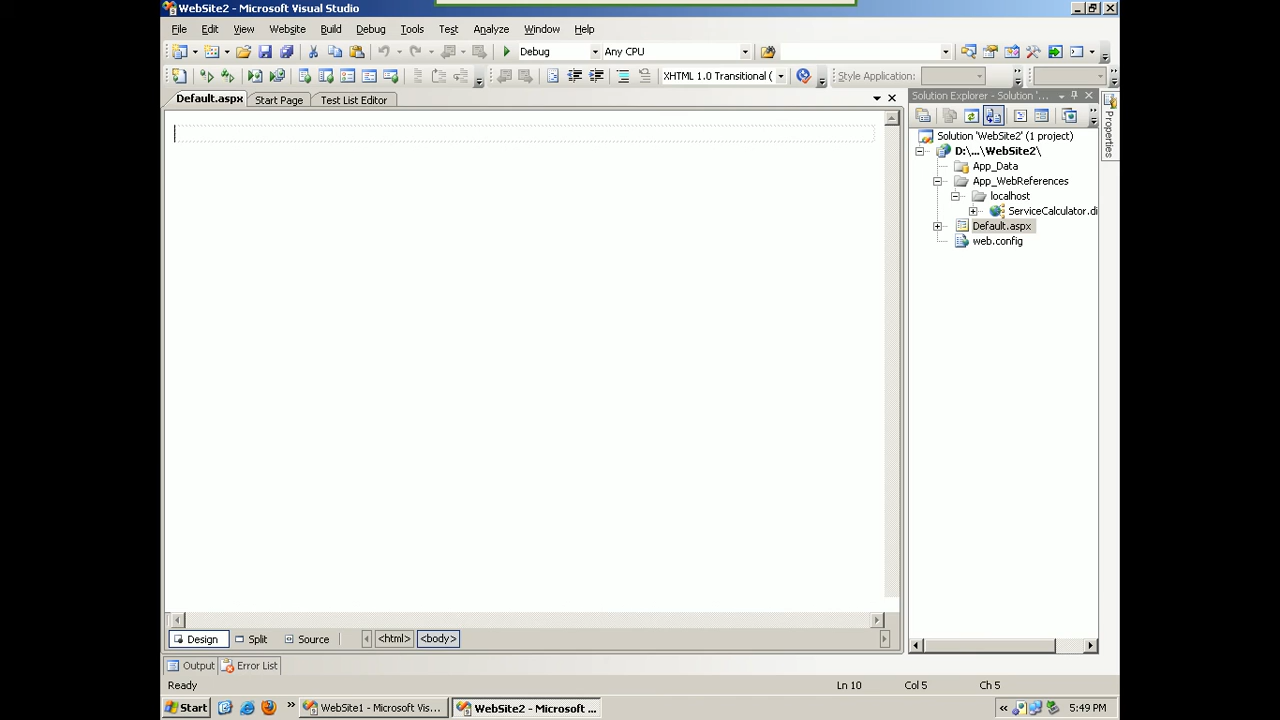 WebSite2 - Microsoft Visual Studio
File Edit View Website Build Debug Tools Test Analyze Window Help
Debug Any CPU
XHTML 1.0 Transitional ( Style Application:
Default.aspx Start Page Test List Editor
Solution Explorer - Solution '...
Properties
Solution 'WebSite2' (1 project)
D:\...\WebSite2\
App_Data
App_WebReferences
localhost
ServiceCalculator.di
Default.aspx
web.config
Design Split Source <html> <body>
Output Error List
Ready Ln 10 Col 5 Ch 5
Start » WebSite1 - Microsoft Vis... WebSite2 - Microsoft ... « 5:49 PM